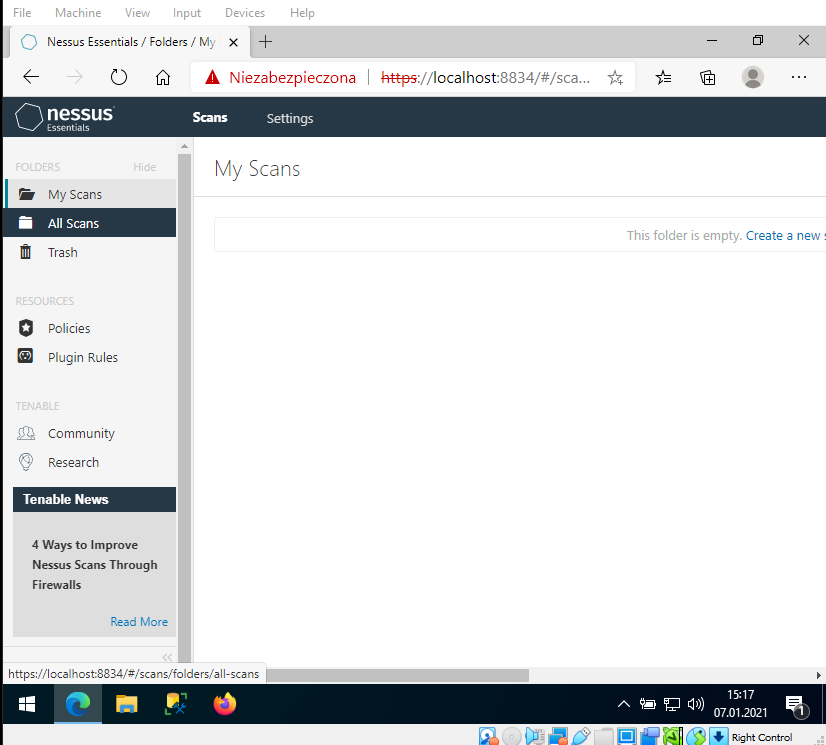 File Machine View Input Devices Help
Nessus Essentials / Folders / My
Niezabezpieczona https://localhost:8834/#/sca...
nessus
Essentials
Scans Settings
FOLDERS Hide
My Scans
All Scans
Trash
RESOURCES
Policies
Plugin Rules
TENABLE
Community
Research
Tenable News
4 Ways to Improve
Nessus Scans Through
Firewalls
Read More
My Scans
This folder is empty. Create a new s
https://localhost:8834/#/scans/folders/all-scans
15:17
07.01.2021
1
Right Control